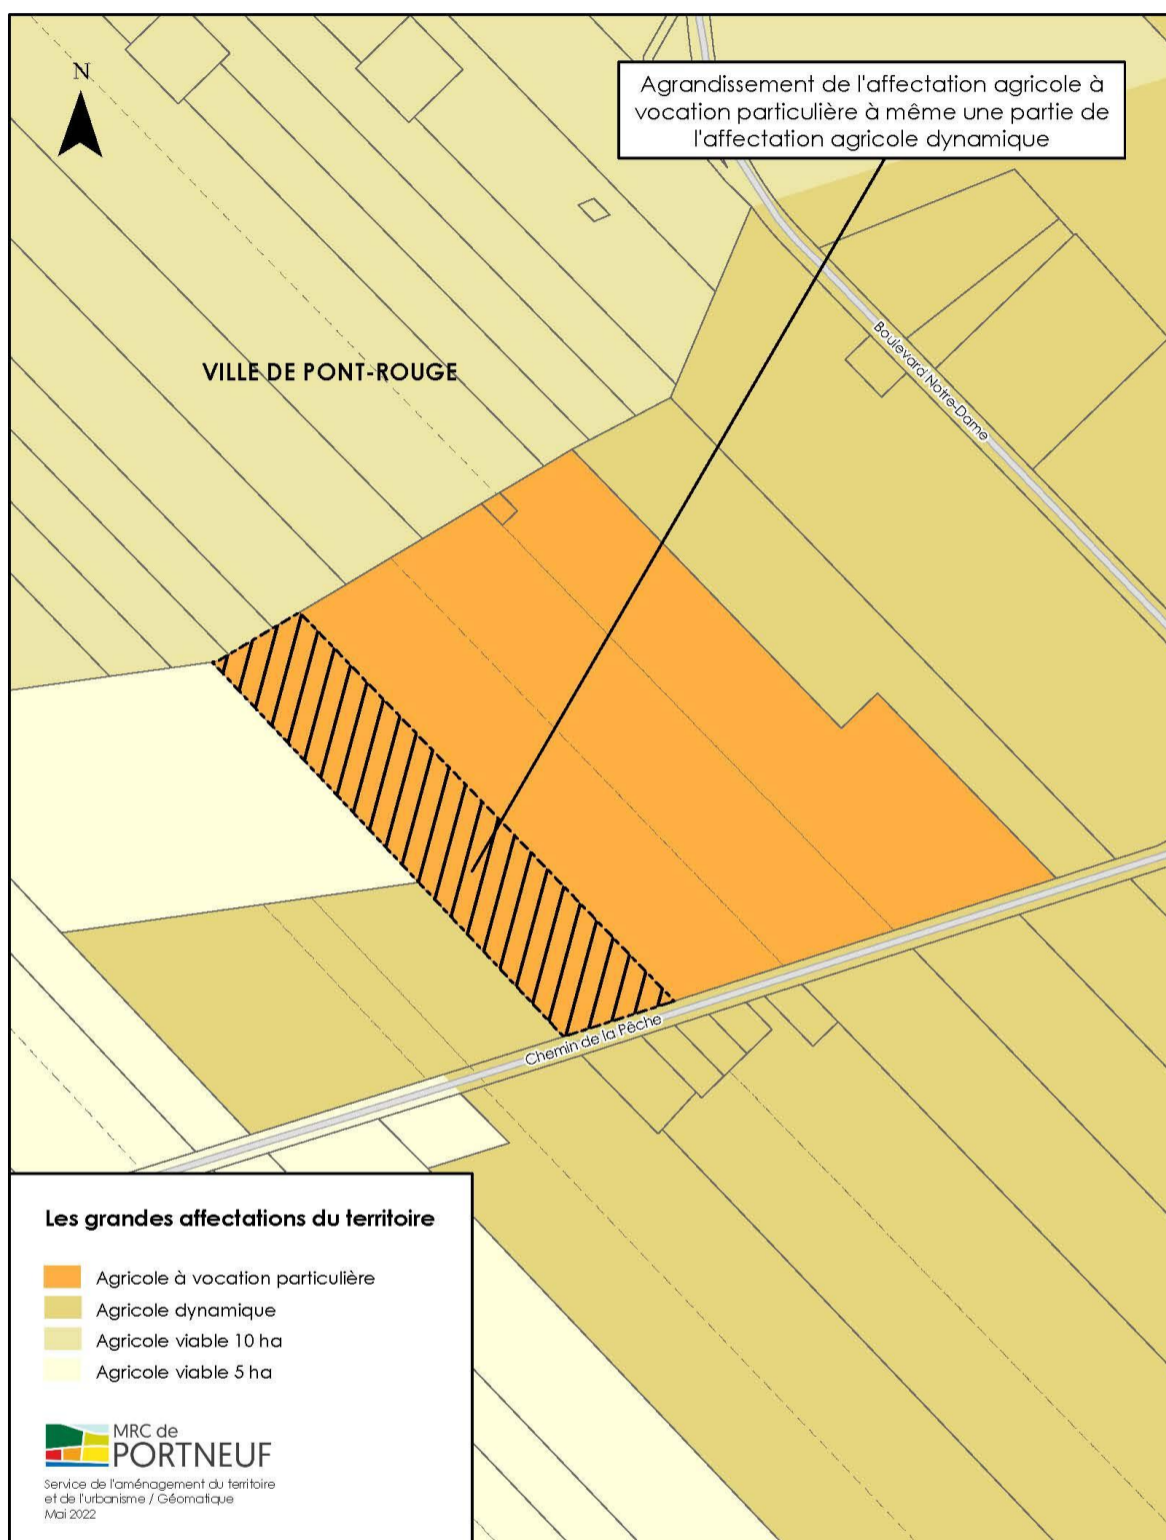 N
Agrandissement de l'affectation agricole à
vocation particulière à même une partie de
l'affectation agricole dynamique
VILLE DE PONT-ROUGE
Boulevard Notre-Dame
Chemin de la Pêche
Les grandes affectations du territoire
Agricole à vocation particulière
Agricole dynamique
Agricole viable 10 ha
Agricole viable 5 ha
MRC de
PORTNEUF
Service de l'aménagement du territoire
et de l'urbanisme / Géomatique
Mai 2022